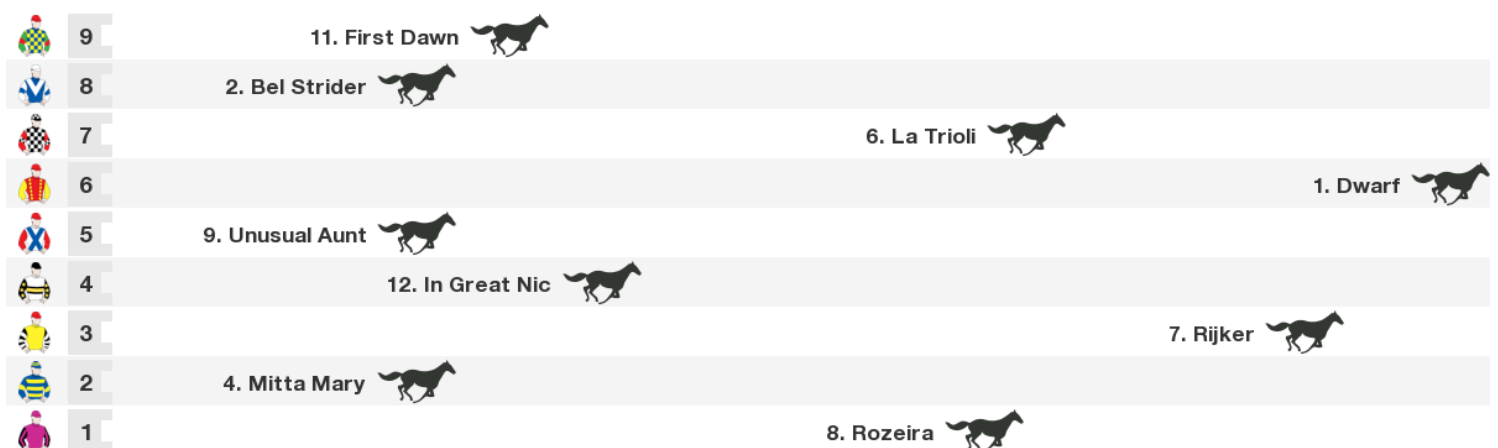 9 11. First Dawn
8 2. Bel Strider
7 6. La Trioli
6 1. Dwarf
5 9. Unusual Aunt
4 12. In Great Nic
3 7. Rijker
2 4. Mitta Mary
1 8. Rozeira